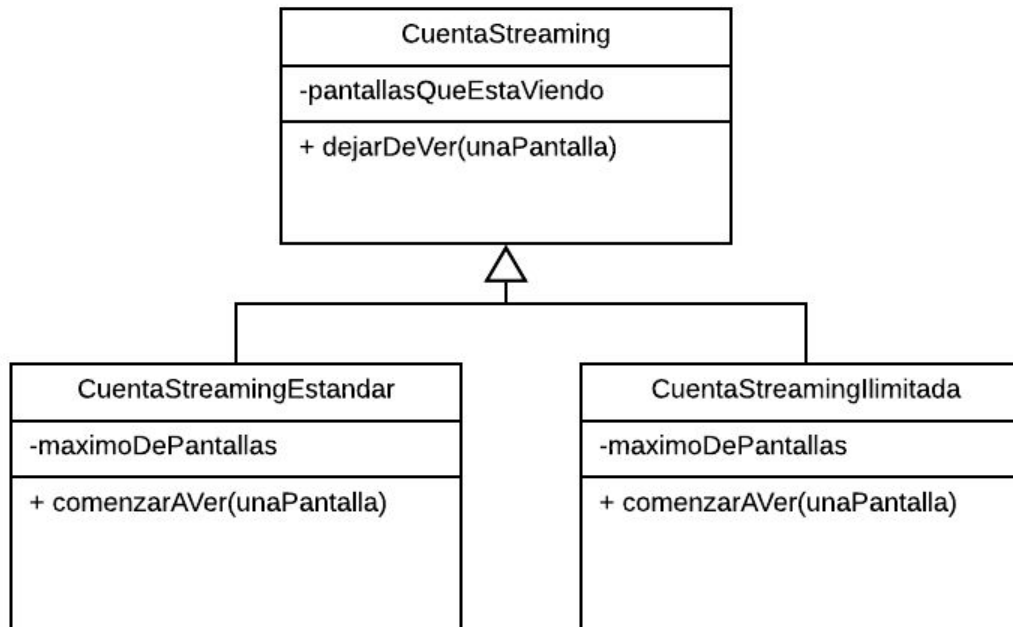 CuentaStreaming
-pantallasQueEstaViendo
+ dejarDeVer(unaPantalla)
CuentaStreamingEstandar
-maximoDePantallas
+ comenzarAVer(unaPantalla)
CuentaStreamingIlimitada
-maximoDePantallas
+ comenzarAVer(unaPantalla)